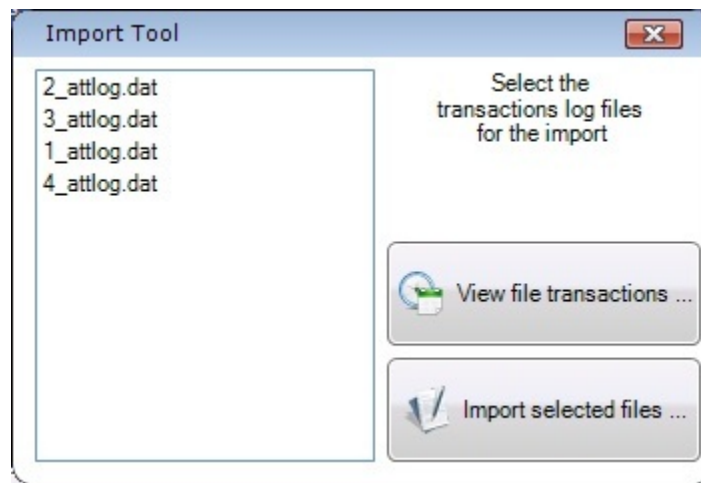 Import Tool
2_attlog.dat
3_attlog.dat
1_attlog.dat
4_attlog.dat
Select the
transactions log files
for the import
View file transactions ...
Import selected files ...